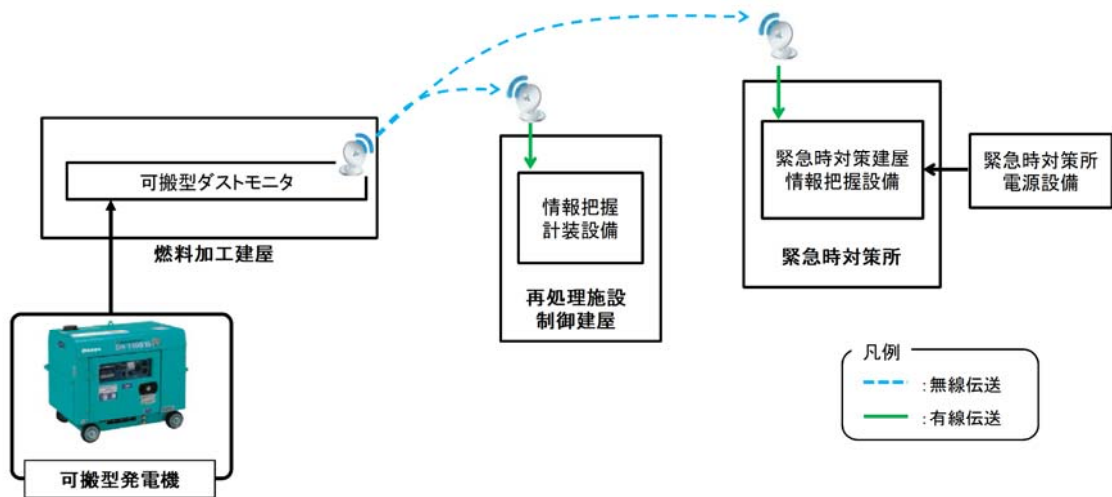 可搬型ダストモニタ
燃料加工建屋
可搬型発電機
情報把握
計装設備
再処理施設
制御建屋
緊急時対策建屋
情報把握設備
緊急時対策所
緊急時対策所
電源設備
凡例
:無線伝送
:有線伝送